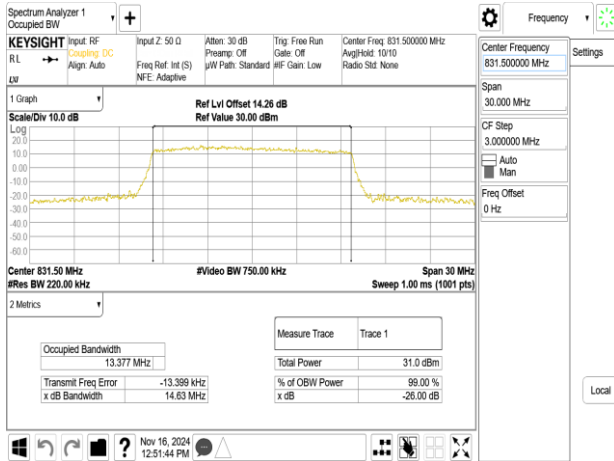 Spectrum Analyzer 1
Occupied BW
Frequency
KEYSIGHT Input: RF Input Z: 50 Ω Atten: 30 dB Trig: Free Run Center Freq: 831.500000 MHz
RL Coupling: DC Preamp: Off Gate: Off Avg|Hold: 10/10
Align: Auto Freq Ref: Int (S) µW Path: Standard #IF Gain: Low Radio Std: None
LXI NFE: Adaptive
Center Frequency
831.500000 MHz
Settings
Span
30.000 MHz
CF Step
3.000000 MHz
Auto
Man
Freq Offset
0 Hz
Local
1 Graph
Ref Lvl Offset 14.26 dB
Scale/Div 10.0 dB Ref Value 30.00 dBm
Log
20.0
10.0
0.00
-10.0
-20.0
-30.0
-40.0
-50.0
-60.0
Center 831.50 MHz #Video BW 750.00 kHz Span 30 MHz
#Res BW 220.00 kHz Sweep 1.00 ms (1001 pts)
2 Metrics
Measure Trace Trace 1
Occupied Bandwidth
13.377 MHz Total Power 31.0 dBm
Transmit Freq Error -13.399 kHz % of OBW Power 99.00 %
x dB Bandwidth 14.63 MHz x dB -26.00 dB
Nov 16, 2024
12:51:44 PM